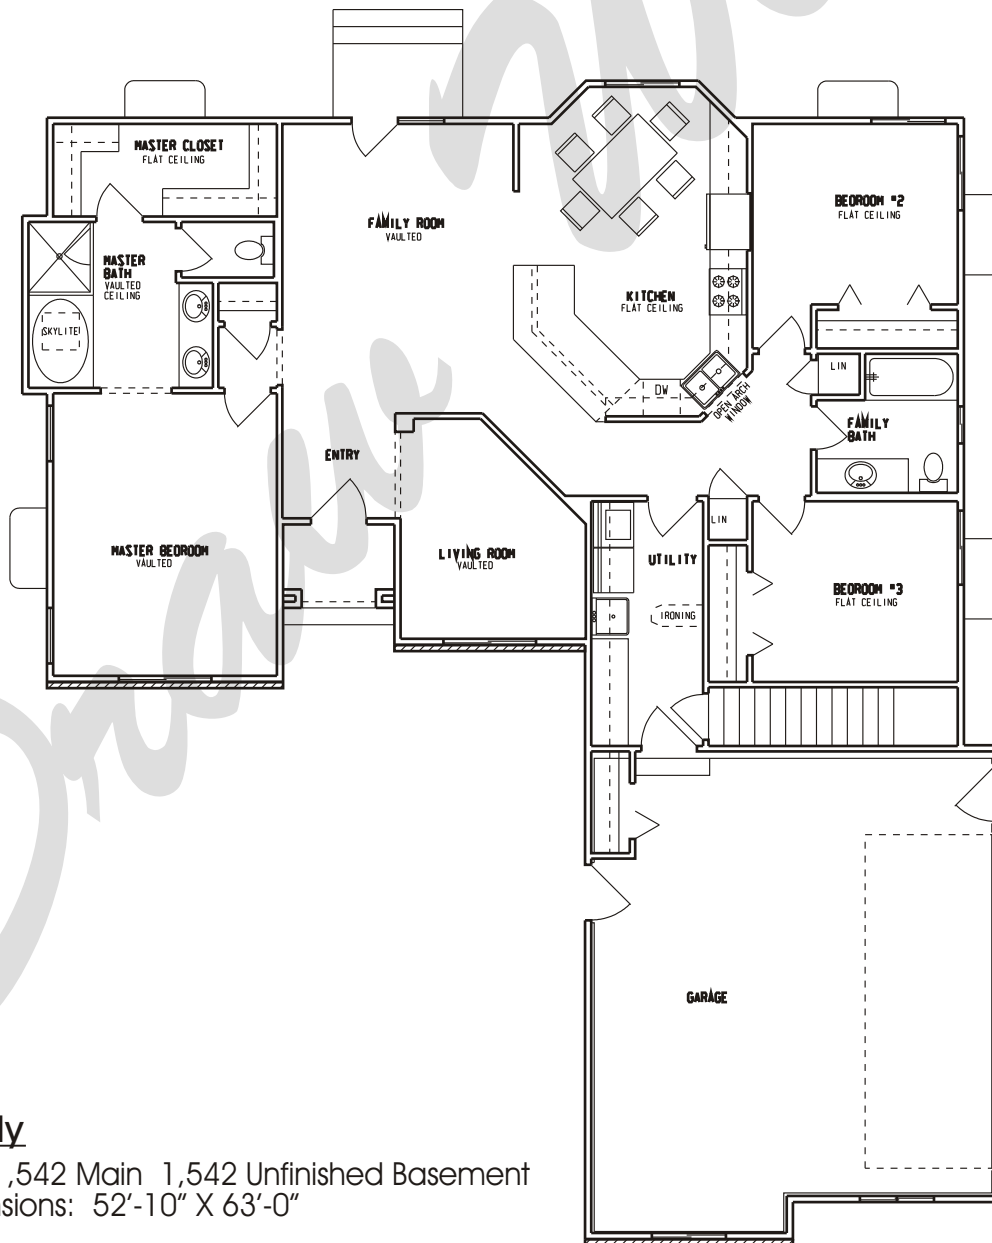 MASTER CLOSET
FLAT CEILING
BEDROOM #2
FLAT CEILING
FAMILY ROOM
VAULTED
MASTER
BATH
VAULTED
CEILING
SKYLITE
KITCHEN
FLAT CEILING
DW
OPEN ARCH
WINDOW
LIN
FAMILY
BATH
ENTRY
LIN
MASTER BEDROOM
VAULTED
LIVING ROOM
VAULTED
UTILITY
BEDROOM #3
FLAT CEILING
IRONING
GARAGE
Draw
ly
,542 Main 1,542 Unfinished Basement
nsions: 52'-10" X 63'-0"